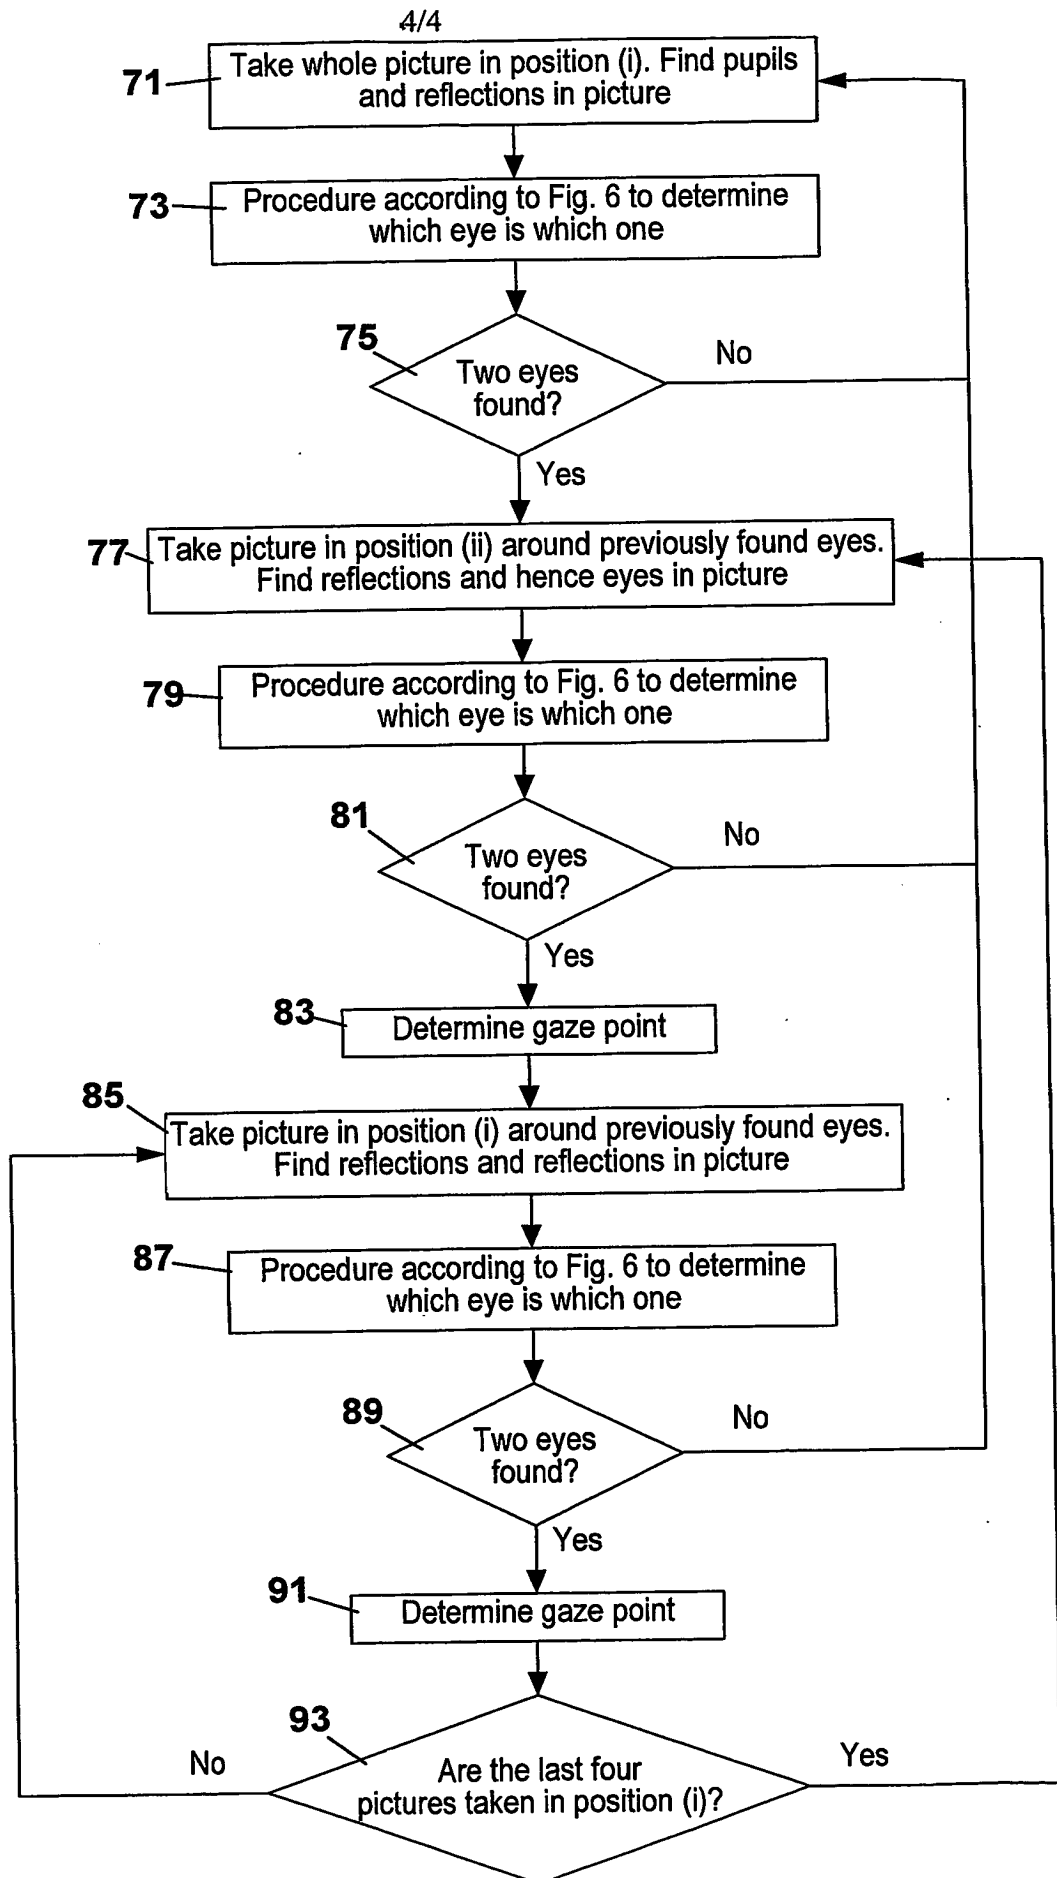 4/4
71
Take whole picture in position (i). Find pupils
and reflections in picture
73
Procedure according to Fig. 6 to determine
which eye is which one
75
Two eyes
found?
No
Yes
77
Take picture in position (ii) around previously found eyes.
Find reflections and hence eyes in picture
79
Procedure according to Fig. 6 to determine
which eye is which one
81
Two eyes
found?
No
Yes
83
Determine gaze point
85
Take picture in position (i) around previously found eyes.
Find reflections and reflections in picture
87
Procedure according to Fig. 6 to determine
which eye is which one
89
Two eyes
found?
No
Yes
91
Determine gaze point
93
Are the last four
pictures taken in position (i)?
No
Yes